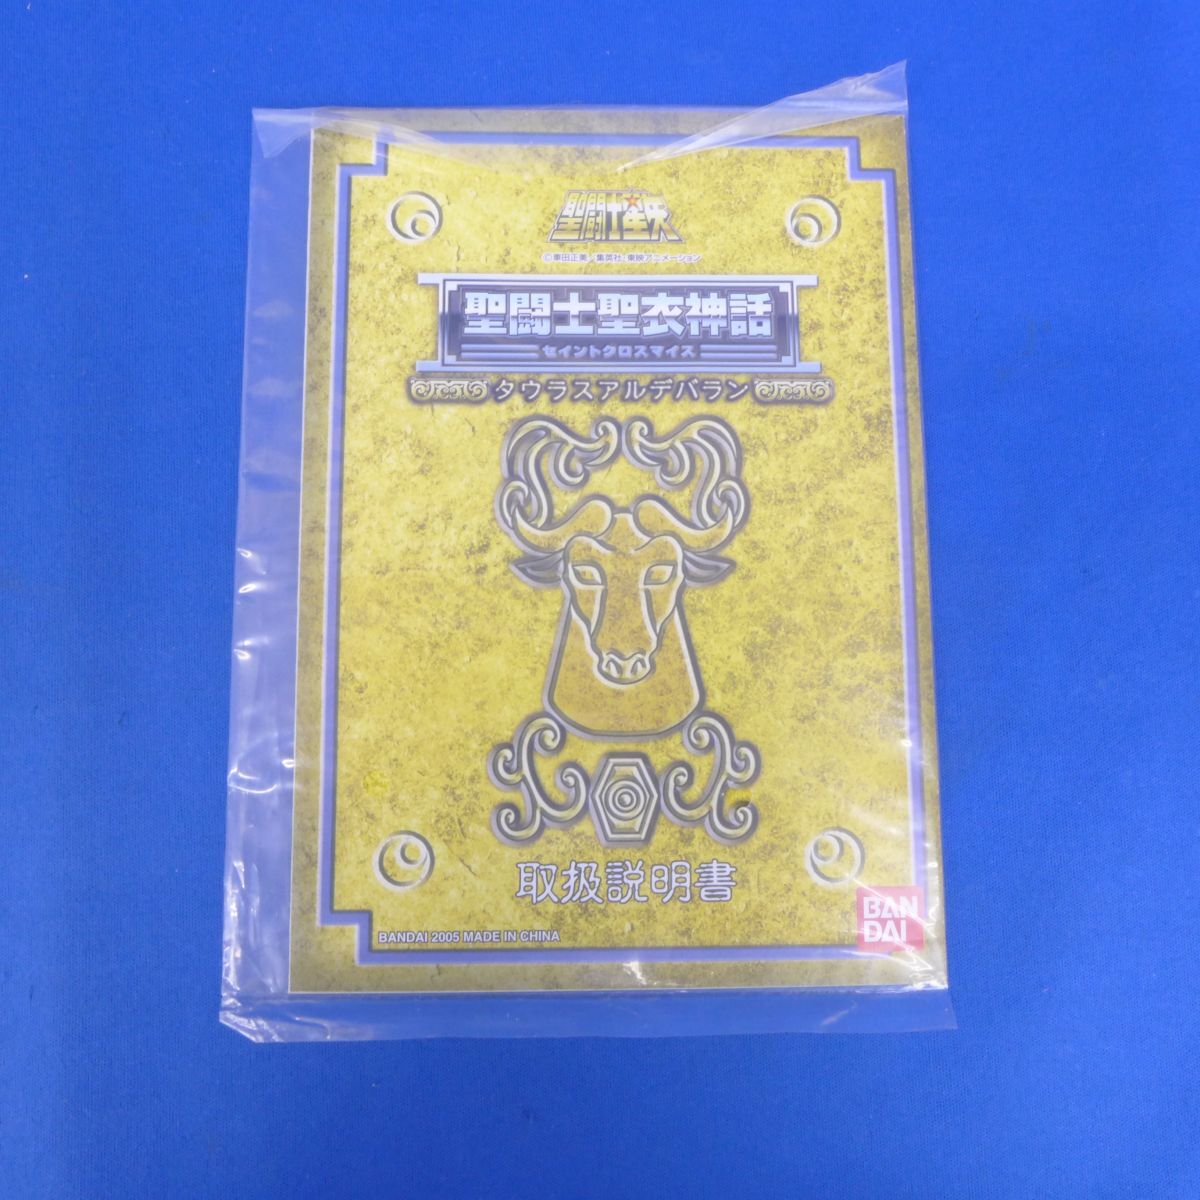 聖闘士星矢
©車田正美/集英社・東映アニメーション
聖闘士聖衣神話
セイントクロスマイス
タウラスアルデバラン
取扱説明書
BANDAI 2005 MADE IN CHINA
BAN
DAI